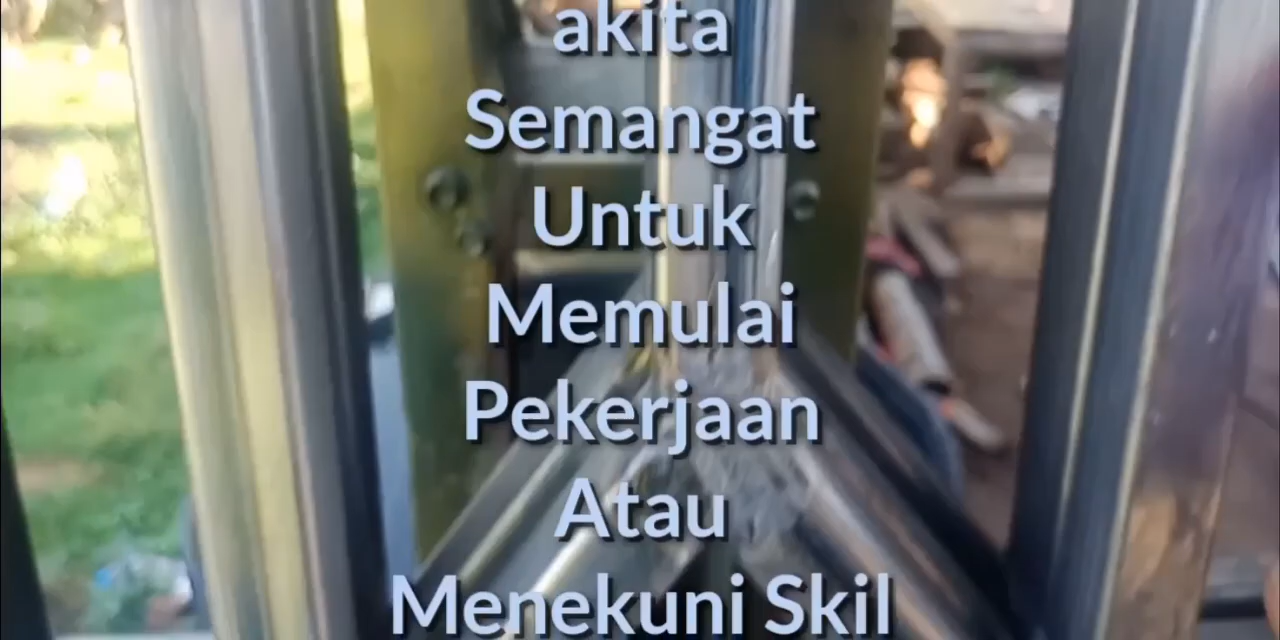 akita
Semangat
Untuk
Memulai
Pekerjaan
Atau
Menekuni Skil